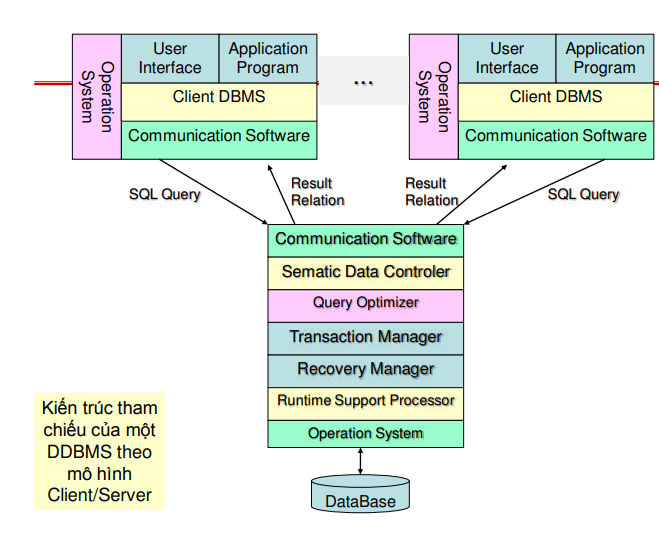 Operation
System
User
Interface
Application
Program
Client DBMS
Communication Software
...
Operation
System
User
Interface
Application
Program
Client DBMS
Communication Software
SQL Query
Result
Relation
Result
Relation
SQL Query
Communication Software
Sematic Data Controler
Query Optimizer
Transaction Manager
Recovery Manager
Runtime Support Processor
Operation System
DataBase
Kiến trúc tham
chiếu của một
DDBMS theo
mô hình
Client/Server